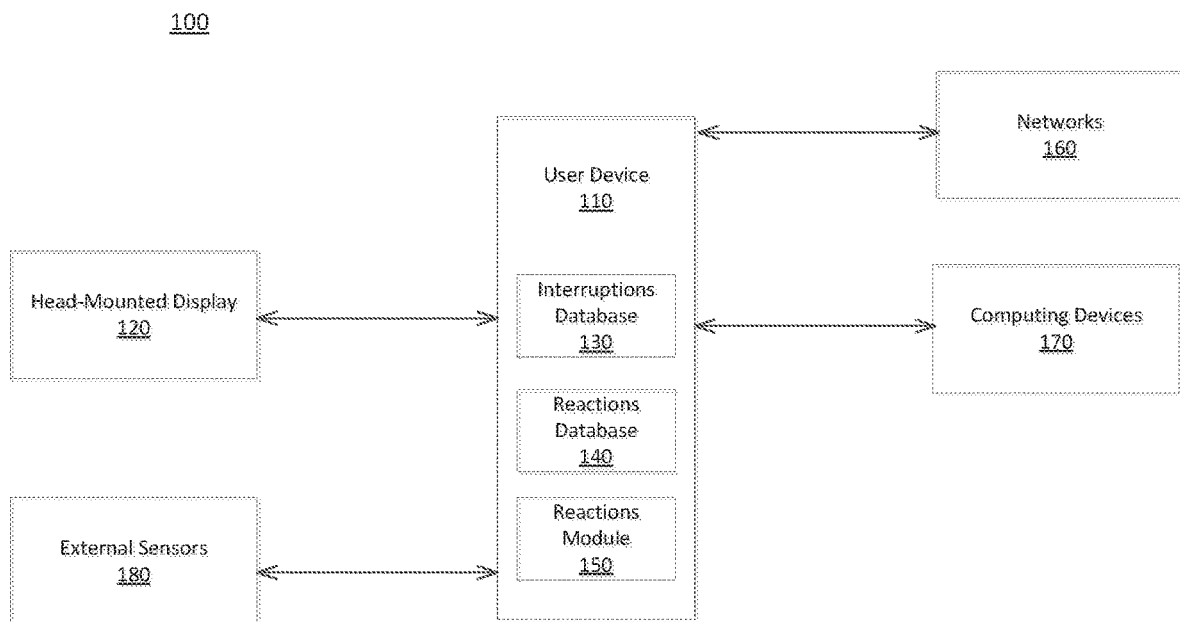 100
Networks
160
User Device
110
Head-Mounted Display
120
Interruptions
Database
130
Computing Devices
170
Reactions
Database
140
External Sensors
180
Reactions
Module
150